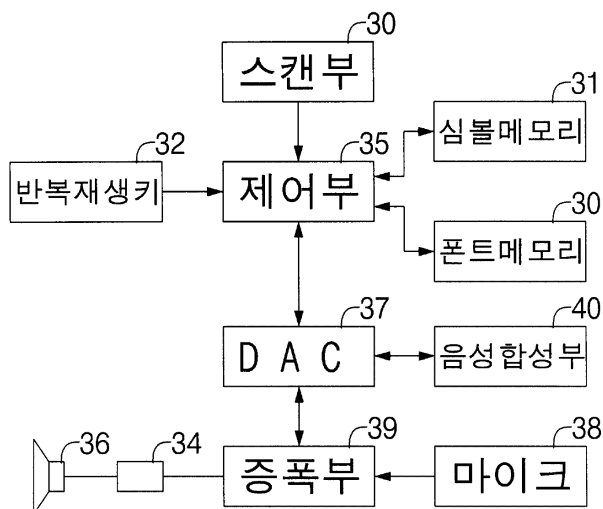 30
스캔부
31
심볼메모리
32
반복재생키
35
제어부
30
폰트메모리
37
DAC
40
음성합성부
36
34
39
증폭부
38
마이크